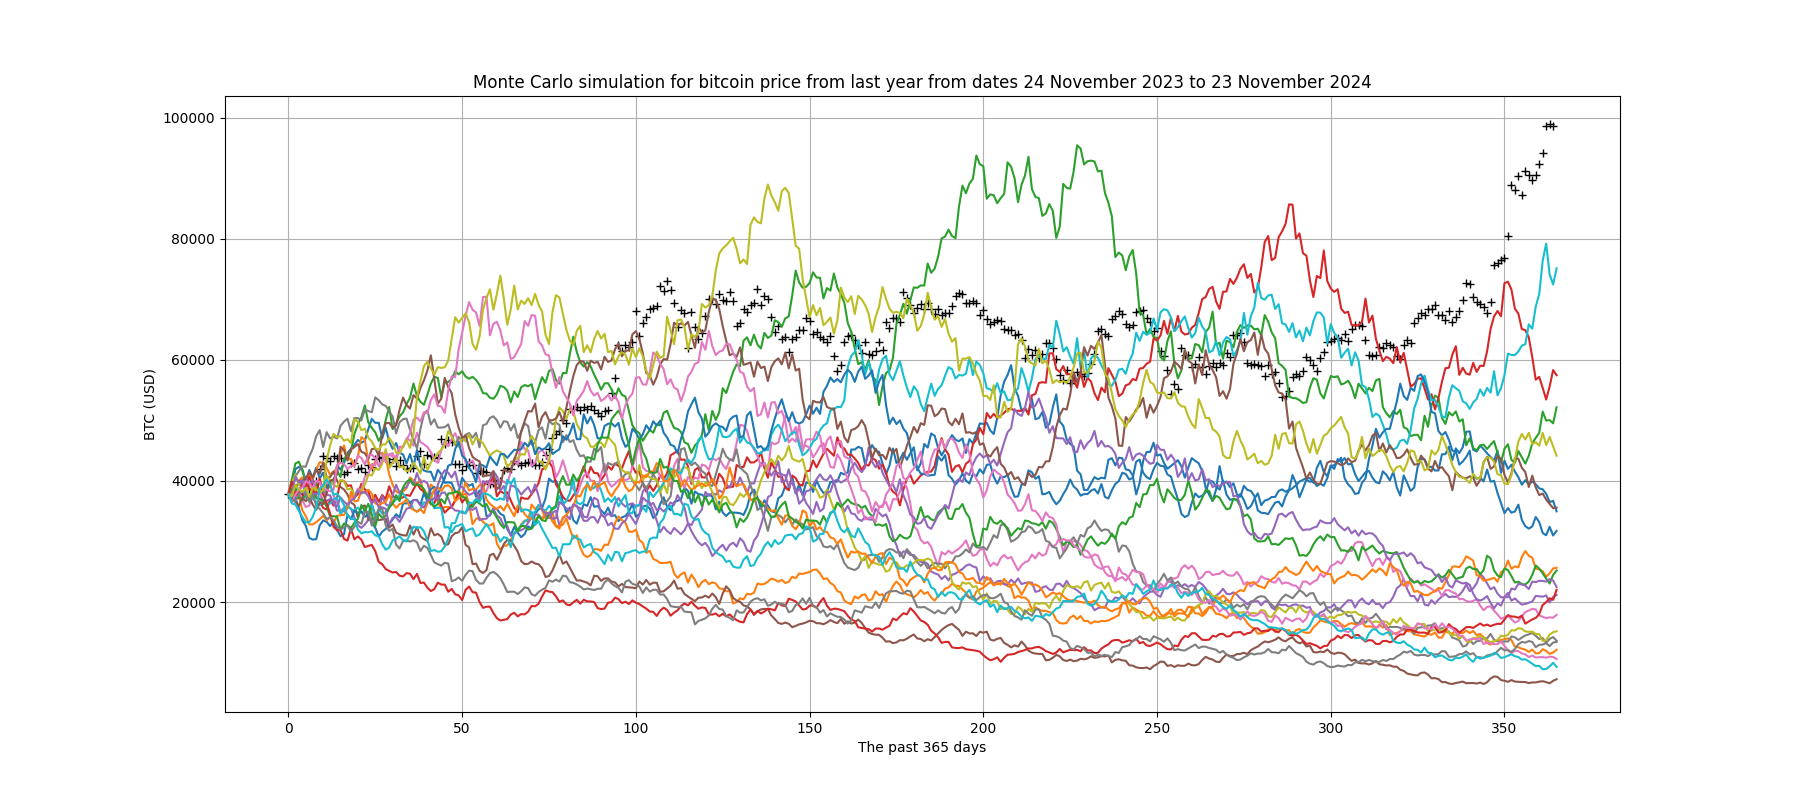 Monte Carlo simulation for bitcoin price from last year from dates 24 November 2023 to 23 November 2024
100000
80000
60000
40000
20000
BTC (USD)
0 50 100 150 200 250 300 350
The past 365 days